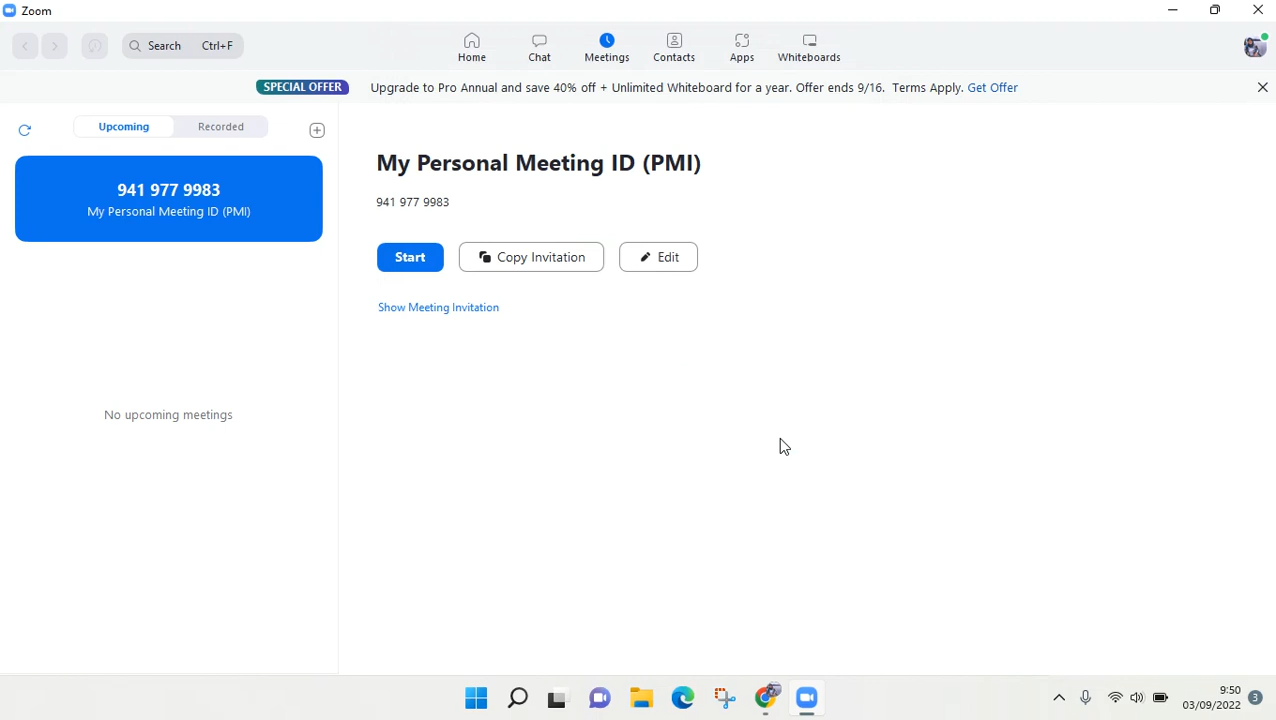 Zoom
Search Ctrl+F
Home
Chat
Meetings
Contacts
Apps
Whiteboards
SPECIAL OFFER Upgrade to Pro Annual and save 40% off + Unlimited Whiteboard for a year. Offer ends 9/16. Terms Apply. Get Offer
Upcoming
Recorded
941 977 9983
My Personal Meeting ID (PMI)
No upcoming meetings
My Personal Meeting ID (PMI)
941 977 9983
Start
Copy Invitation
Edit
Show Meeting Invitation
9:50
03/09/2022
3